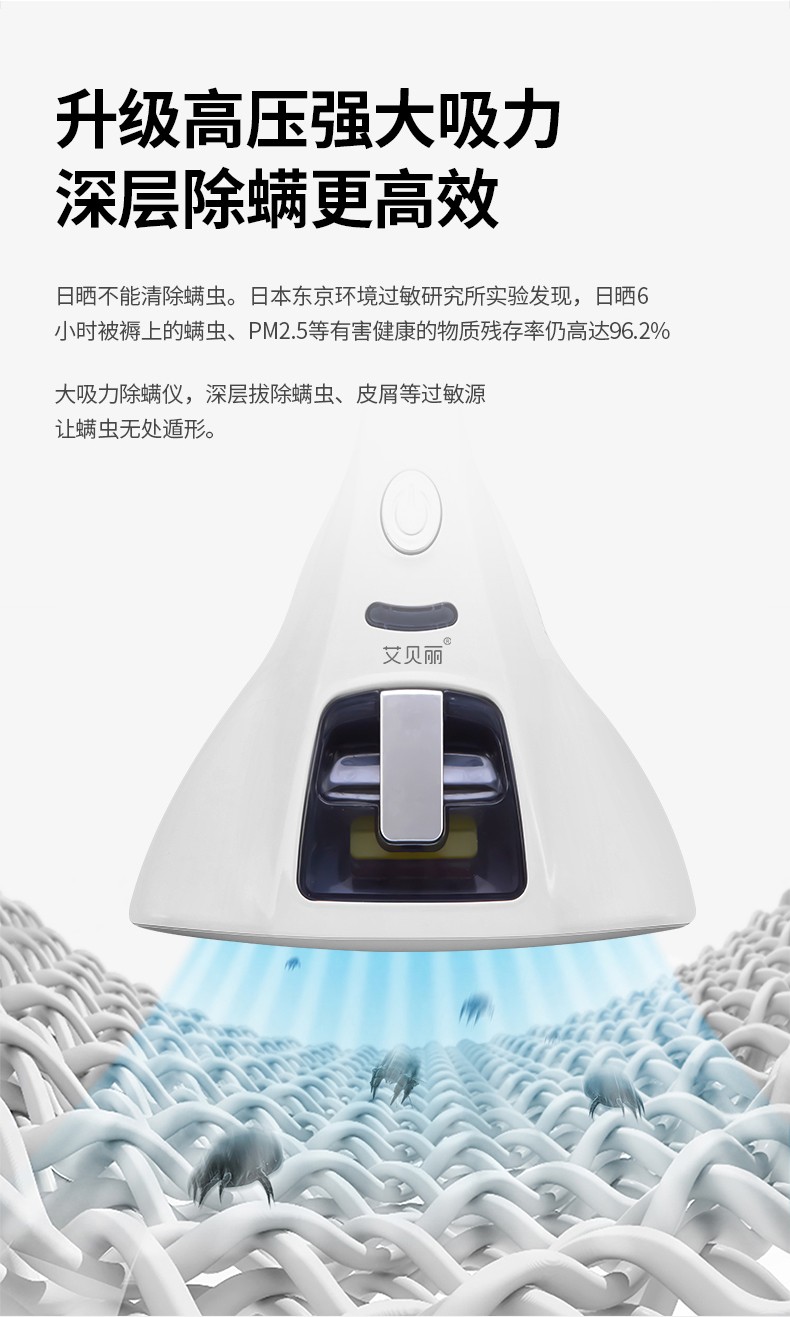 升级高压强大吸力
深层除螨更高效
日晒不能清除螨虫。日本东京环境过敏研究所实验发现，日晒6
小时被褥上的螨虫、PM2.5等有害健康的物质残存率仍高达96.2%
大吸力除螨仪，深层拔除螨虫、皮屑等过敏源
让螨虫无处遁形。
艾贝丽®